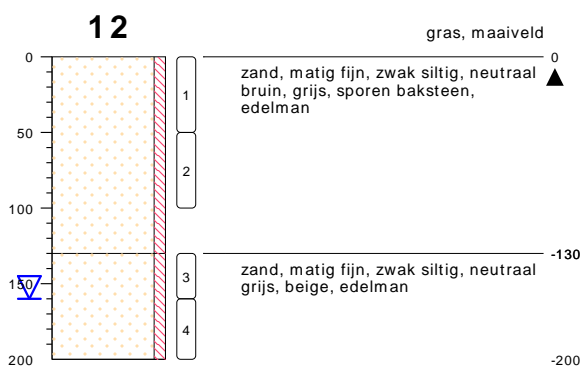 12
gras, maaiveld
0
0
zand, matig fijn, zwak siltig, neutraal
bruin, grijs, sporen baksteen,
edelman
1
50
2
100
-130
zand, matig fijn, zwak siltig, neutraal
grijs, beige, edelman
3
150
4
200
-200